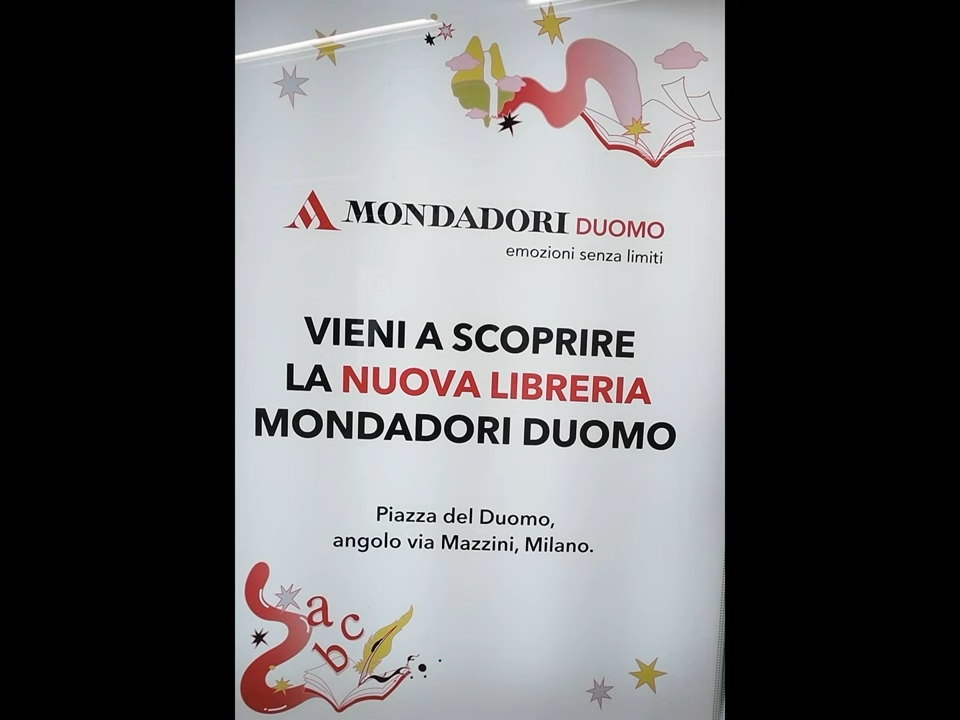 MONDADORI DUOMO
emozioni senza limiti
VIENI A SCOPRIRE
LA NUOVA LIBRERIA
MONDADORI DUOMO
Piazza del Duomo,
angolo via Mazzini, Milano.
a
c
b